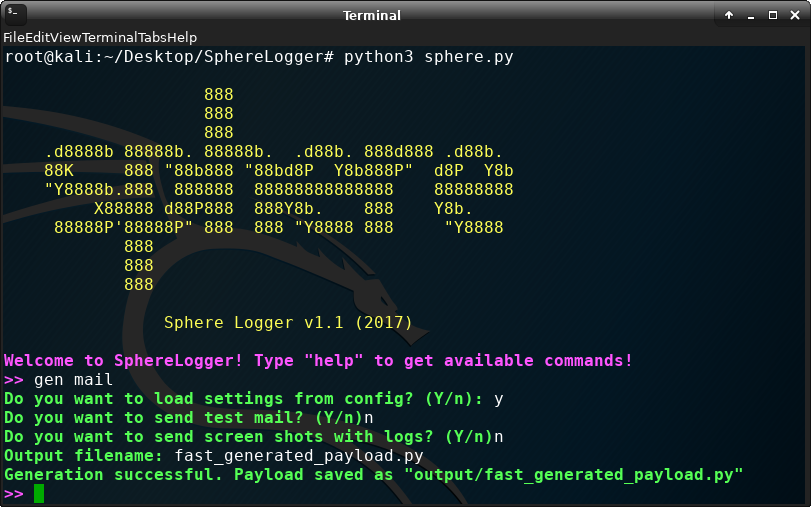 Terminal
FileEditViewTerminalTabsHelp
root@kali:~/Desktop/SphereLogger# python3 sphere.py
                    888
                    888
                    888
    .d8888b 88888b. 88888b.  .d88b. 888d888 .d88b.
    88K     888 "88b888 "88bd8P  Y8b888P"  d8P  Y8b
    "Y8888b.888  888888  88888888888888    88888888
         X88888 d88P888  888Y8b.    888    Y8b.
     88888P'88888P" 888  888 "Y8888 888     "Y8888
            888
            888
            888
Sphere Logger v1.1 (2017)
Welcome to SphereLogger! Type "help" to get available commands!
>> gen mail
Do you want to load settings from config? (Y/n): y
Do you want to send test mail? (Y/n)n
Do you want to send screen shots with logs? (Y/n)n
Output filename: fast_generated_payload.py
Generation successful. Payload saved as "output/fast_generated_payload.py"
>>